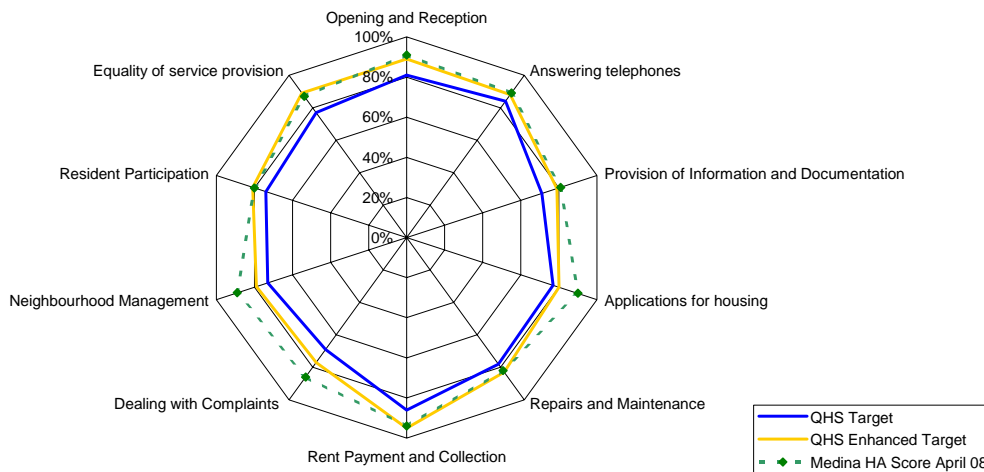 Opening and Reception
100%
Equality of service provision
Answering telephones
80%
60%
Resident Participation
Provision of Information and Documentation
40%
20%
0%
Neighbourhood Management
Applications for housing
Dealing with Complaints
Repairs and Maintenance
Rent Payment and Collection
QHS Target
QHS Enhanced Target
Medina HA Score April 08